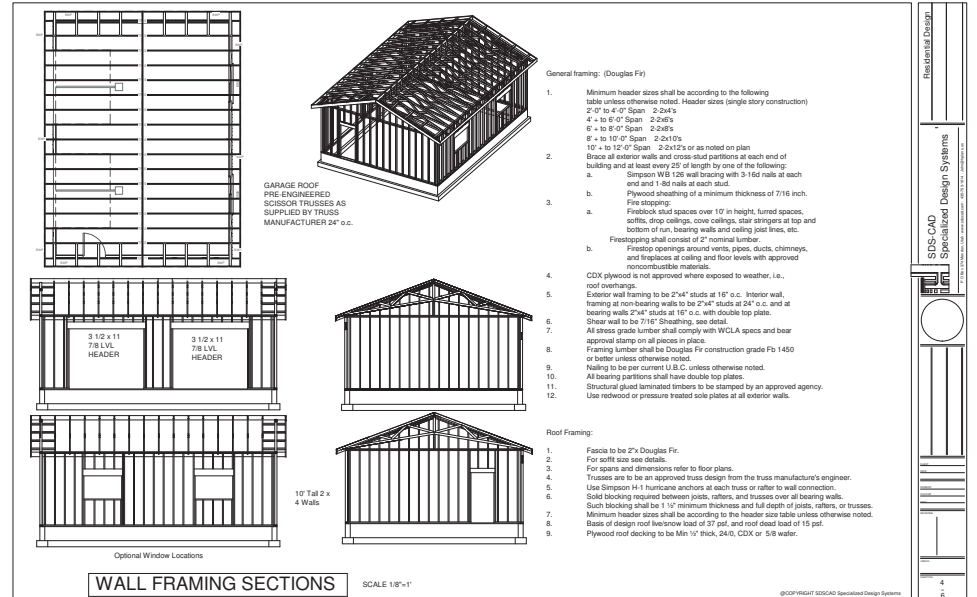 GARAGE ROOF
PRE-ENGINEERED
SCISSOR TRUSSES AS
SUPPLIED BY TRUSS
MANUFACTURER 24" o.c.
3 1/2 x 11
7/8 LVL
HEADER
3 1/2 x 11
7/8 LVL
HEADER
10' Tall 2 x
4 Walls
Optional Window Locations
WALL FRAMING SECTIONS
SCALE 1/8"=1'
General framing: (Douglas Fir)
1. Minimum header sizes shall be according to the following
table unless otherwise noted. Header sizes (single story construction)
2'-0" to 4'-0" Span 2-2x4's
4' + to 6'-0" Span 2-2x6's
6' + to 8'-0" Span 2-2x8's
8' + to 10'-0" Span 2-2x10's
10' + to 12'-0" Span 2-2x12's or as noted on plan
2. Brace all exterior walls and cross-stud partitions at each end of
building and at least every 25' of length by one of the following:
a. Simpson WB 126 wall bracing with 3-16d nails at each
end and 1-8d nails at each stud.
b. Plywood sheathing of a minimum thickness of 7/16 inch.
3. Fire stopping:
a. Fireblock stud spaces over 10' in height, furred spaces,
soffits, drop ceilings, cove ceilings, stair stringers at top and
bottom of run, bearing walls and ceiling joist lines, etc.
Firestopping shall consist of 2" nominal lumber.
b. Firestop openings around vents, pipes, ducts, chimneys,
and fireplaces at ceiling and floor levels with approved
noncombustible materials.
4. CDX plywood is not approved where exposed to weather, i.e.,
roof overhangs.
5. Exterior wall framing to be 2"x4" studs at 16" o.c. Interior wall,
framing at non-bearing walls to be 2"x4" studs at 24" o.c. and at
bearing walls 2"x4" studs at 16" o.c. with double top plate.
6. Shear wall to be 7/16" Sheathing, see detail.
7. All stress grade lumber shall comply with WCLA specs and bear
approval stamp on all pieces in place.
8. Framing lumber shall be Douglas Fir construction grade Fb 1450
or better unless otherwise noted.
9. Nailing to be per current U.B.C. unless otherwise noted.
10. All bearing partitions shall have double top plates.
11. Structural glued laminated timbers to be stamped by an approved agency.
12. Use redwood or pressure treated sole plates at all exterior walls.
Roof Framing:
1. Fascia to be 2"x Douglas Fir.
2. For soffit size see details.
3. For spans and dimensions refer to floor plans.
4. Trusses are to be an approved truss design from the truss manufacture's engineer.
5. Use Simpson H-1 hurricane anchors at each truss or rafter to wall connection.
6. Solid blocking required between joists, rafters, and trusses over all bearing walls.
Such blocking shall be 1 ½" minimum thickness and full depth of joists, rafters, or trusses.
7. Minimum header sizes shall be according to the header size table unless otherwise noted.
8. Basis of design roof live/snow load of 37 psf, and roof dead load of 15 psf.
9. Plywood roof decking to be Min ½" thick, 24/0, CDX or 5/8 wafer.
@COPYRIGHT SDSCAD Specialized Design Systems
Residential Design
SDS-CAD
Specialized Design Systems
4
6